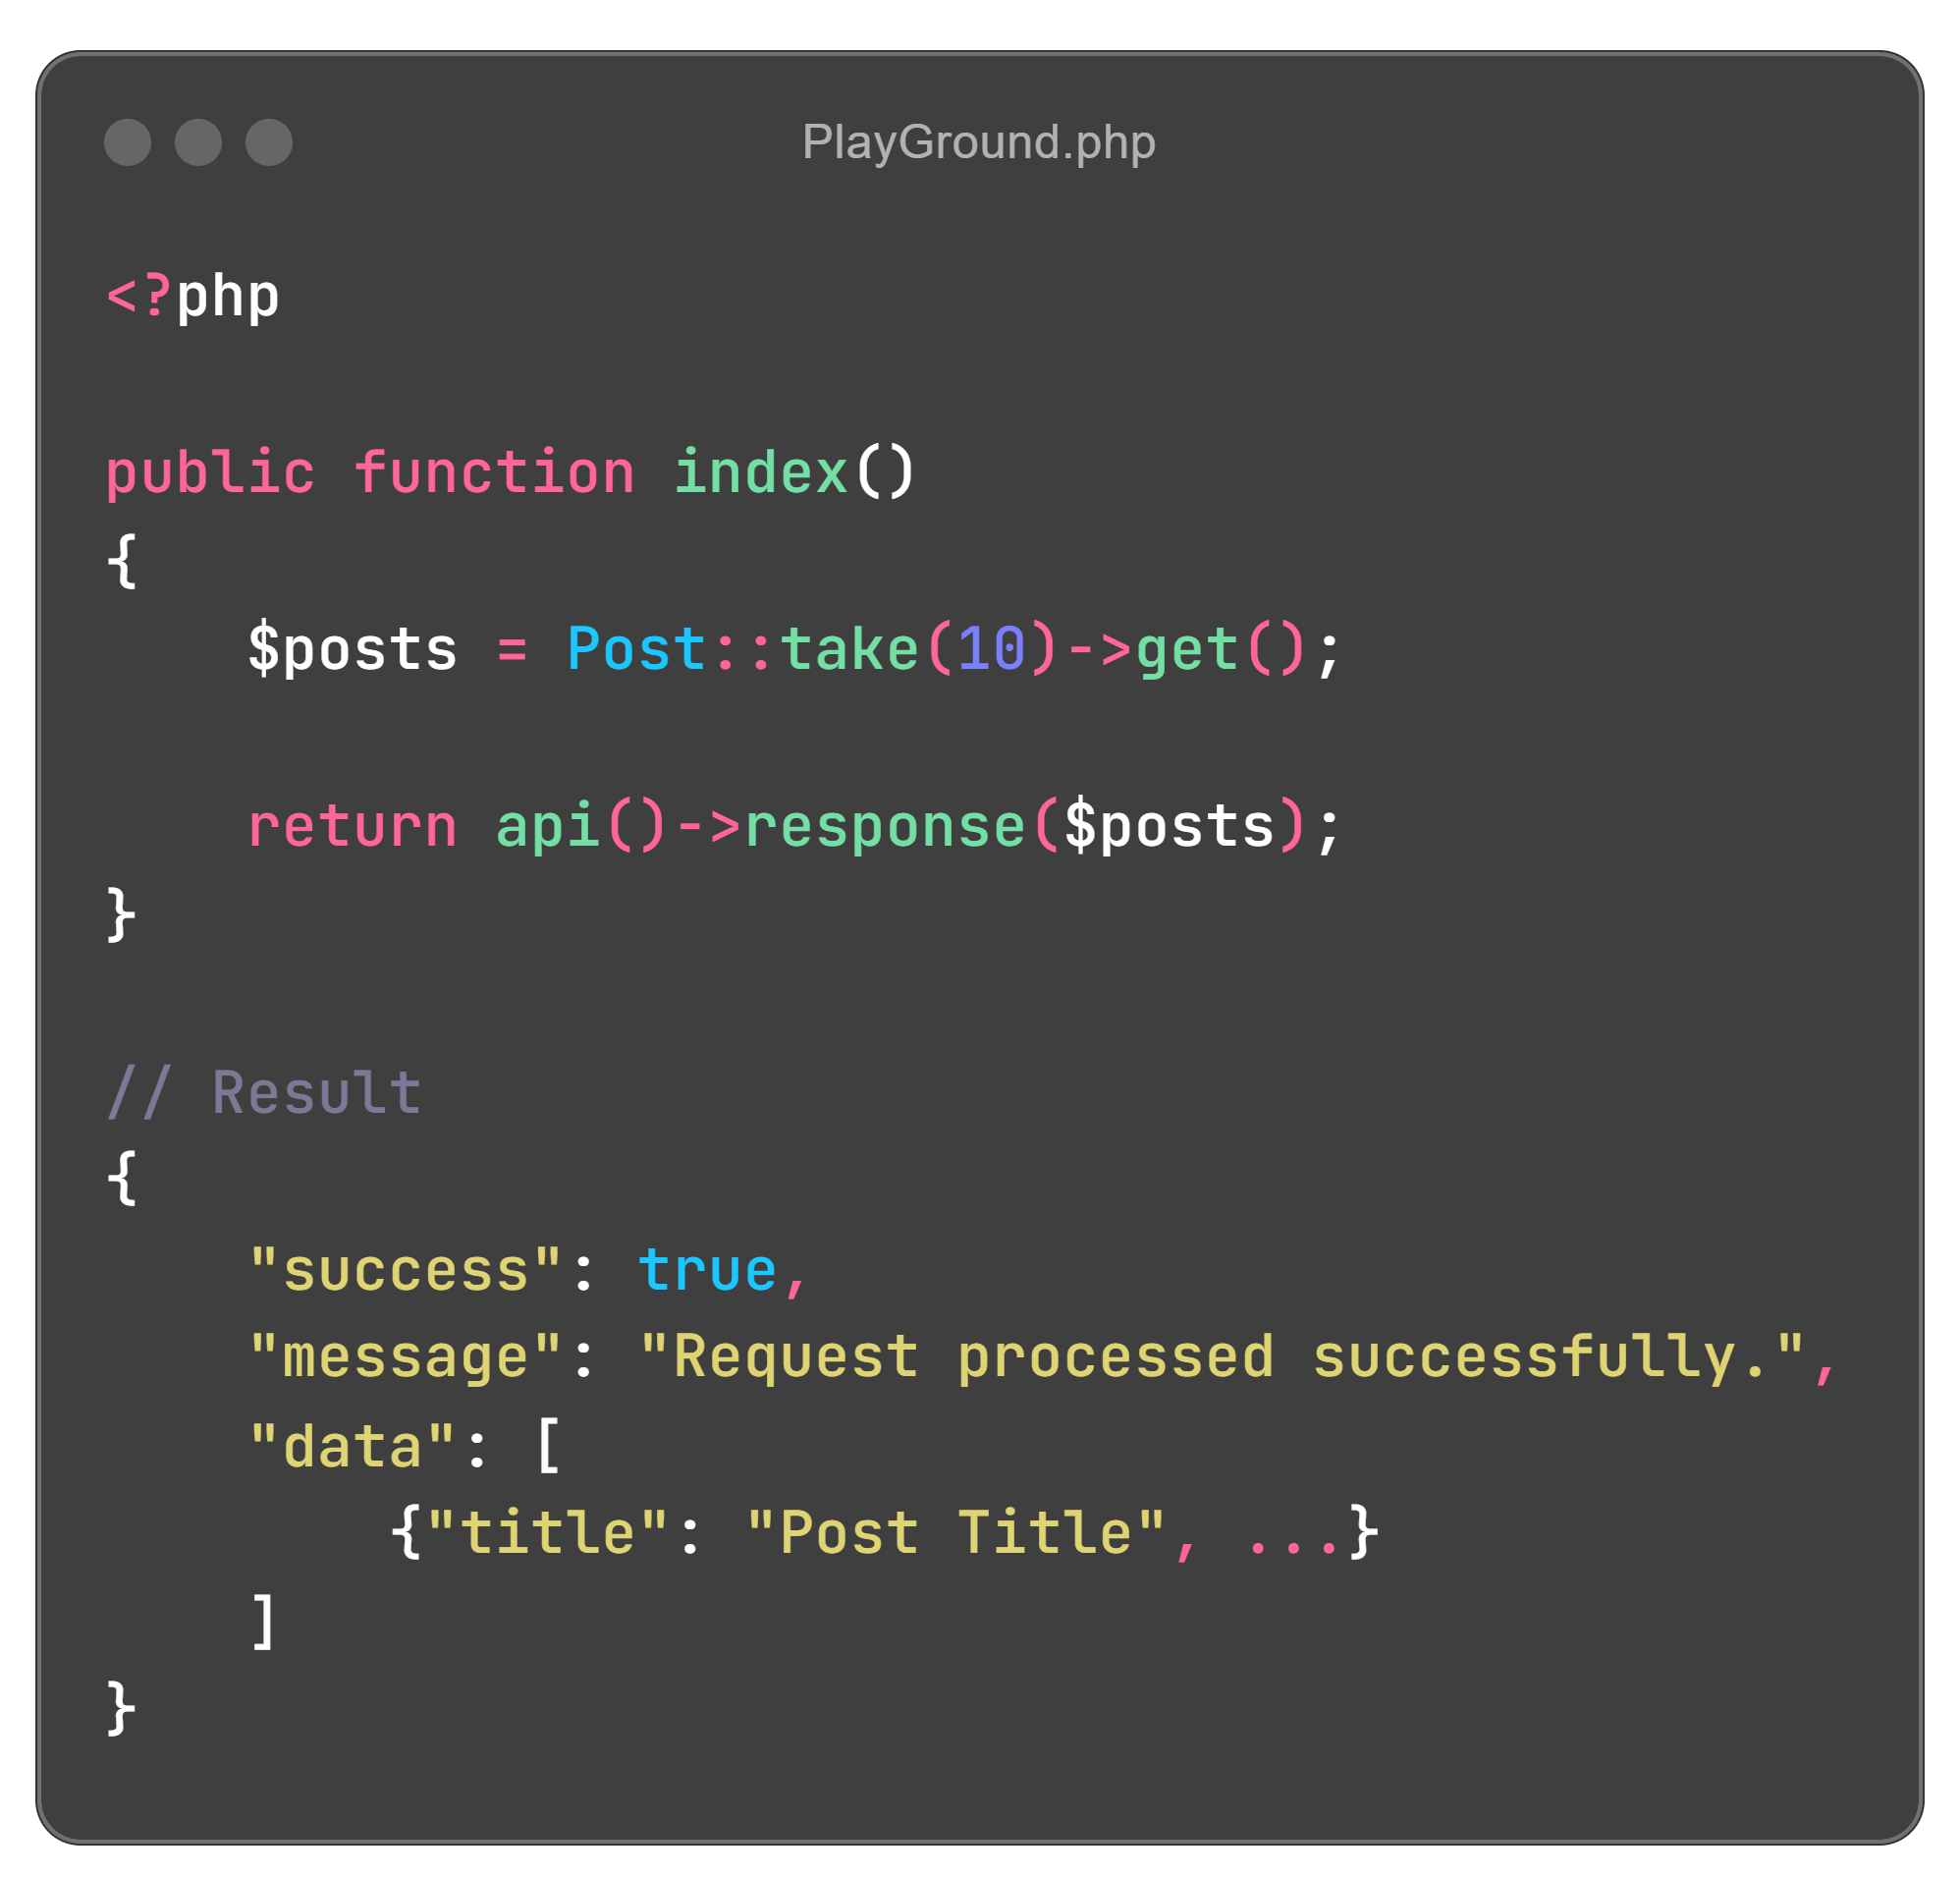 PlayGround.php
<?php
public function index()
{
    $posts = Post::take(10)->get();
    return api()->response($posts);
}
// Result
{
    "success": true,
    "message": "Request processed successfully.",
    "data": [
        {"title": "Post Title", ...}
    ]
}